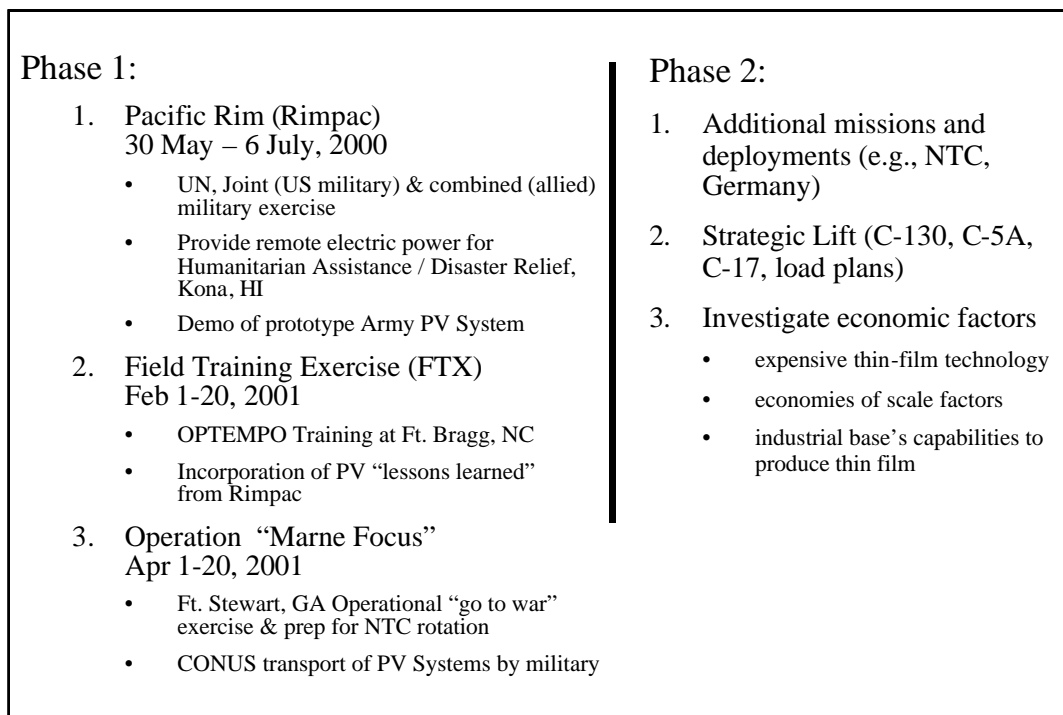 Phase 1:
1. Pacific Rim (Rimpac)
30 May – 6 July, 2000
• UN, Joint (US military) & combined (allied)
military exercise
• Provide remote electric power for
Humanitarian Assistance / Disaster Relief,
Kona, HI
• Demo of prototype Army PV System
2. Field Training Exercise (FTX)
Feb 1-20, 2001
• OPTEMPO Training at Ft. Bragg, NC
• Incorporation of PV “lessons learned”
from Rimpac
3. Operation “Marne Focus”
Apr 1-20, 2001
• Ft. Stewart, GA Operational “go to war”
exercise & prep for NTC rotation
• CONUS transport of PV Systems by military
Phase 2:
1. Additional missions and
deployments (e.g., NTC,
Germany)
2. Strategic Lift (C-130, C-5A,
C-17, load plans)
3. Investigate economic factors
• expensive thin-film technology
• economies of scale factors
• industrial base’s capabilities to
produce thin film